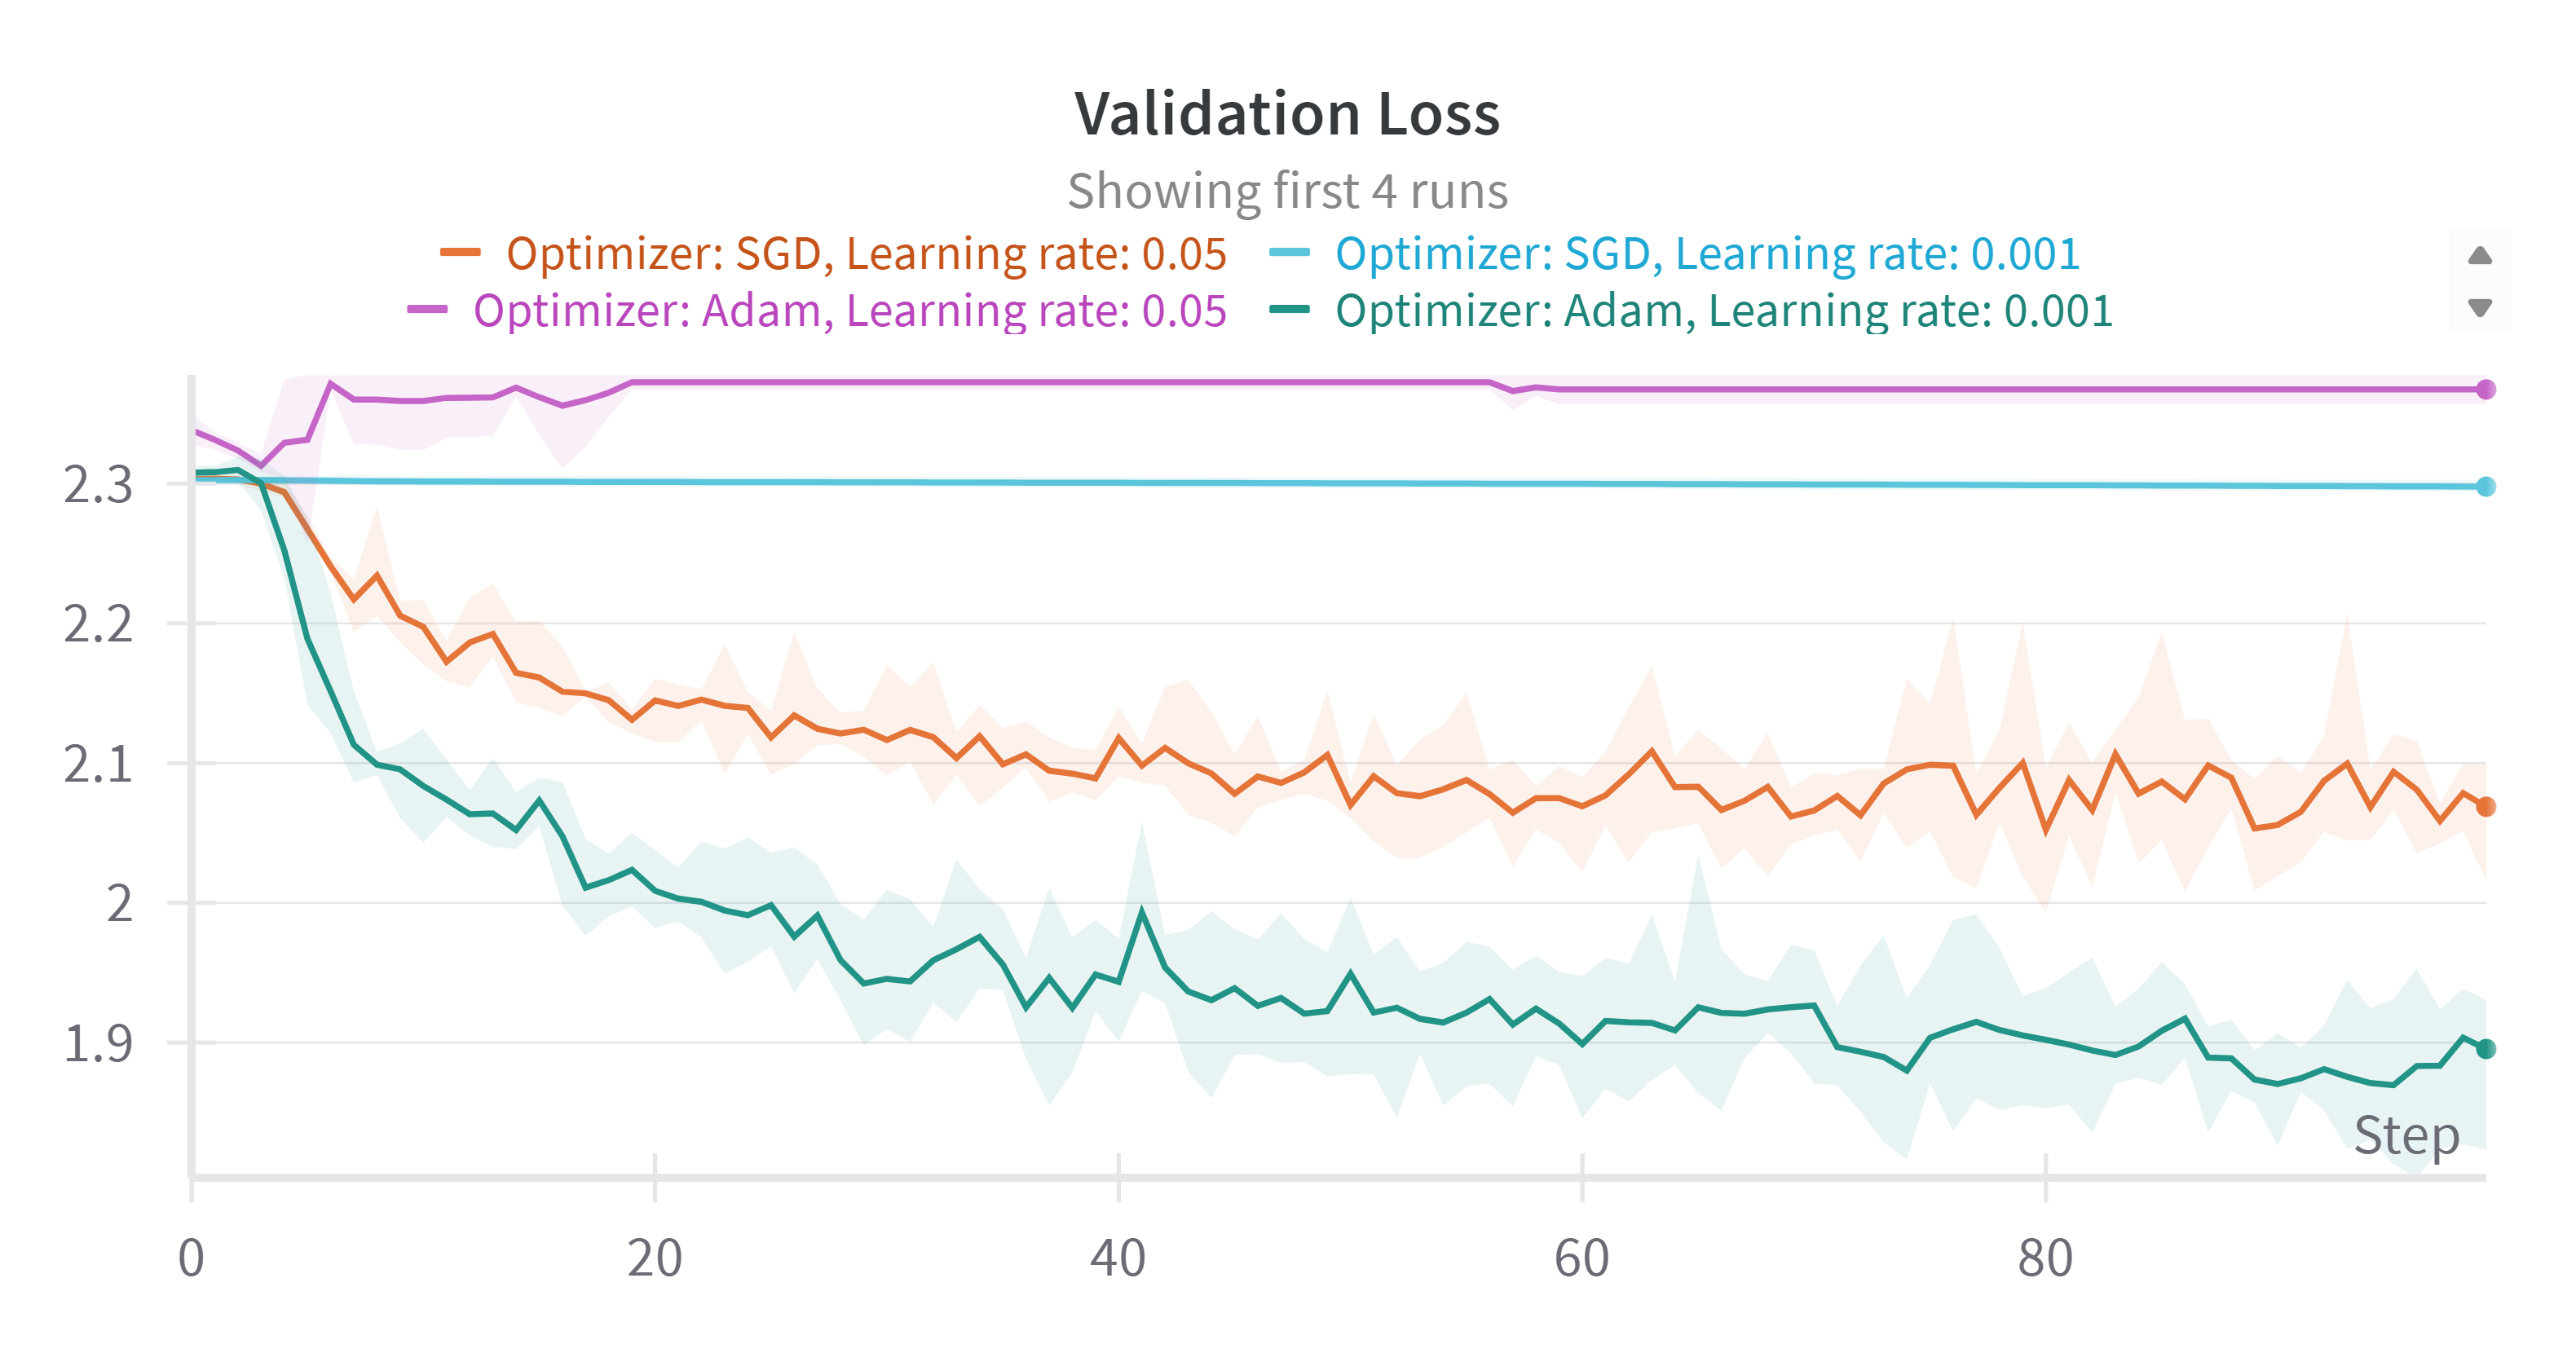 Validation Loss
Showing first 4 runs
Optimizer: SGD, Learning rate: 0.05 Optimizer: SGD, Learning rate: 0.001
Optimizer: Adam, Learning rate: 0.05 Optimizer: Adam, Learning rate: 0.001
2.3
2.2
2.1
2
1.9
Step
0 20 40 60 80